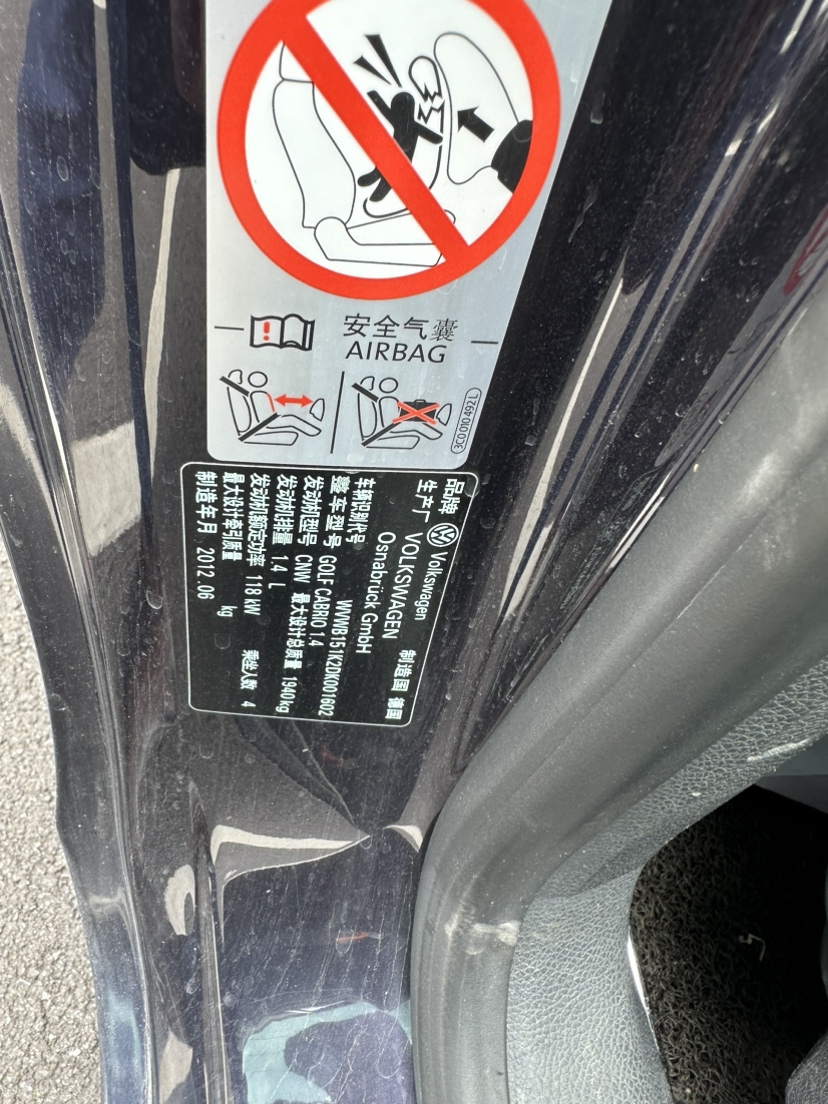 安全气囊
AIRBAG
3C0 010 492 L
品牌 Volkswagen 制造国 德国
生产厂 VOLKSWAGEN
Osnabrück GmbH
车辆识别代号 WVWB151K2DK001602
整车型号 GOLF CABRIO 1.4
发动机型号 CNW 最大设计总质量 1940kg
发动机排量 1.4 L
发动机额定功率 118 kW 乘坐人数 4
最大设计牵引质量 kg
制造年月 2012.06